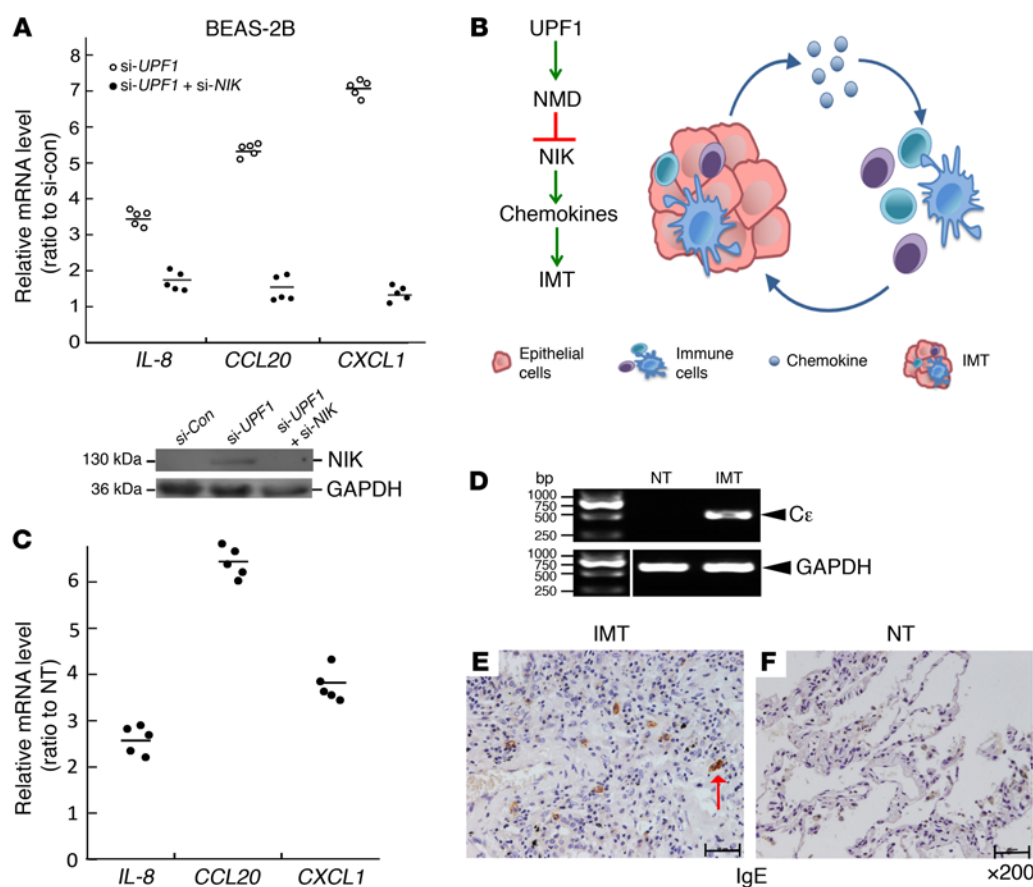 A
BEAS-2B
8
7
6
5
4
3
2
1
0
Relative mRNA level
(ratio to si-con)
si-UPF1
si-UPF1 + si-NIK
IL-8 CCL20 CXCL1
si-Con
si-UPF1
si-UPF1
+ si-NIK
130 kDa
NIK
36 kDa
GAPDH
B
UPF1
NMD
NIK
Chemokines
IMT
Epithelial
cells
Immune
cells
Chemokine
IMT
C
6
5
4
3
2
1
0
Relative mRNA level
(ratio to NT)
IL-8 CCL20 CXCL1
D
bp
NT IMT
1000
750
500
250
Cε
1000
750
500
250
GAPDH
IMT
NT
E
F
IgE
×200